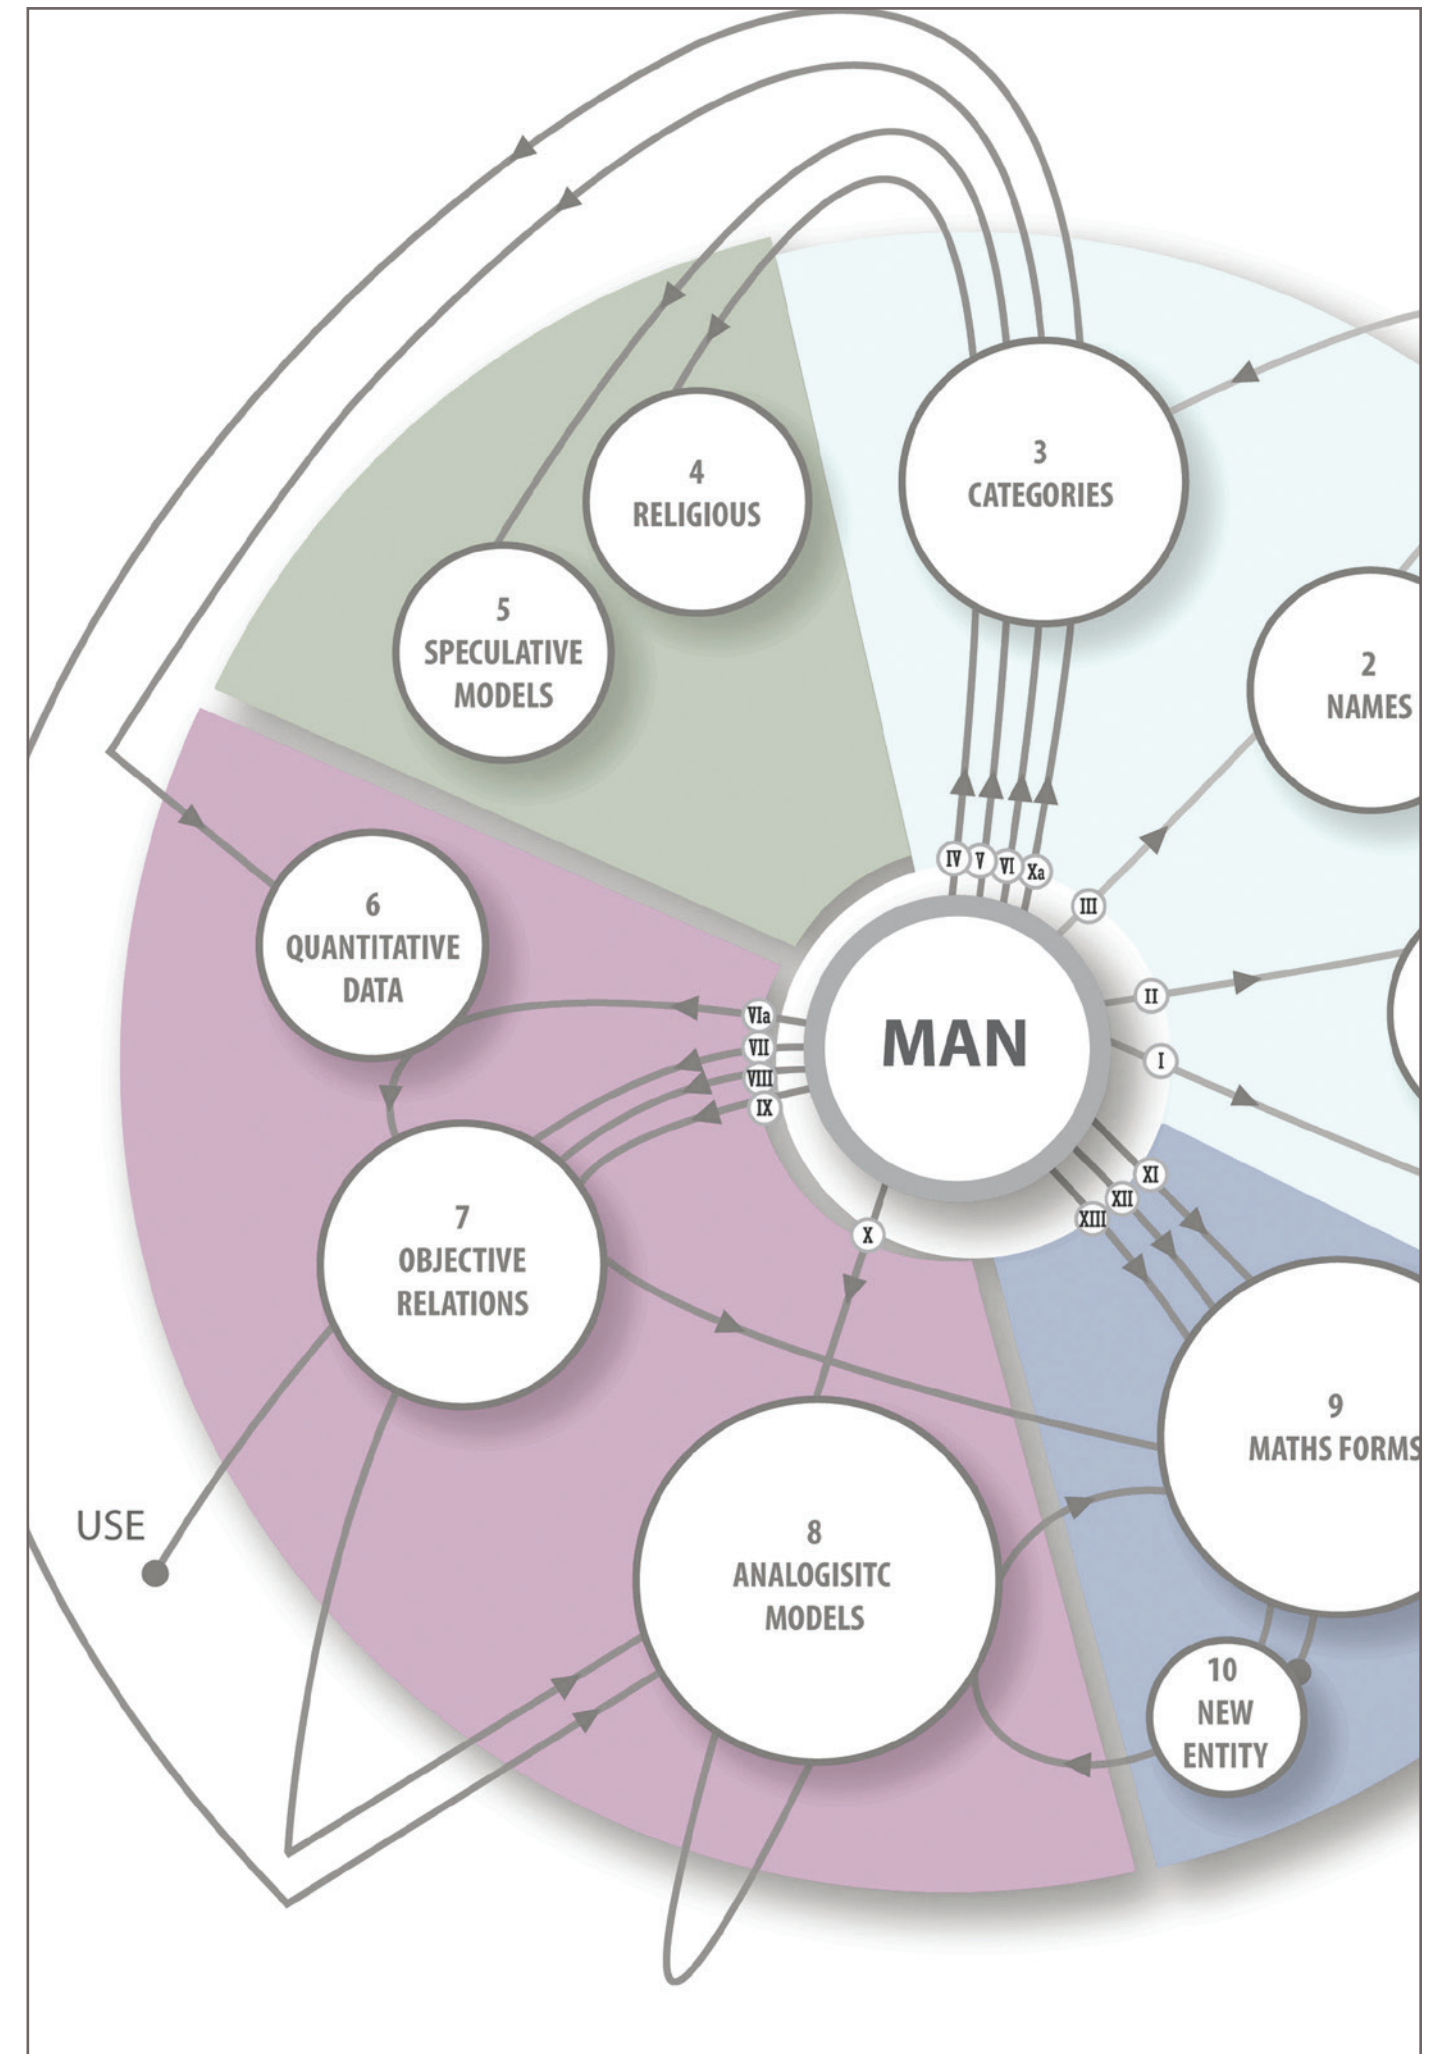 3
CATEGORIES
4
RELIGIOUS
5
SPECULATIVE
MODELS
2
NAMES
IV
V
VI
Xa
III
II
I
6
QUANTITATIVE
DATA
MAN
VIa
VII
VIII
IX
X
XI
XII
XIII
7
OBJECTIVE
RELATIONS
9
MATHS FORMS
USE
8
ANALOGISITC
MODELS
10
NEW
ENTITY